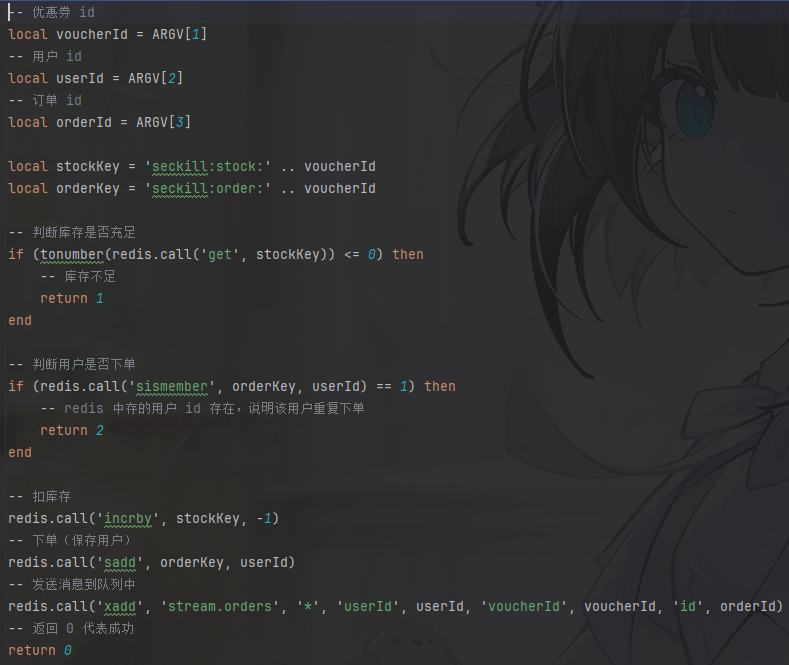 -- 优惠券 id
local voucherId = ARGV[1]
-- 用户 id
local userId = ARGV[2]
-- 订单 id
local orderId = ARGV[3]
local stockKey = 'seckill:stock:' .. voucherId
local orderKey = 'seckill:order:' .. voucherId
-- 判断库存是否充足
if (tonumber(redis.call('get', stockKey)) <= 0) then
-- 库存不足
return 1
end
-- 判断用户是否下单
if (redis.call('sismember', orderKey, userId) == 1) then
-- redis 中存的用户 id 存在，说明该用户重复下单
return 2
end
-- 扣库存
redis.call('incrby', stockKey, -1)
-- 下单（保存用户）
redis.call('sadd', orderKey, userId)
-- 发送消息到队列中
redis.call('xadd', 'stream.orders', '*', 'userId', userId, 'voucherId', voucherId, 'id', orderId)
-- 返回 0 代表成功
return 0